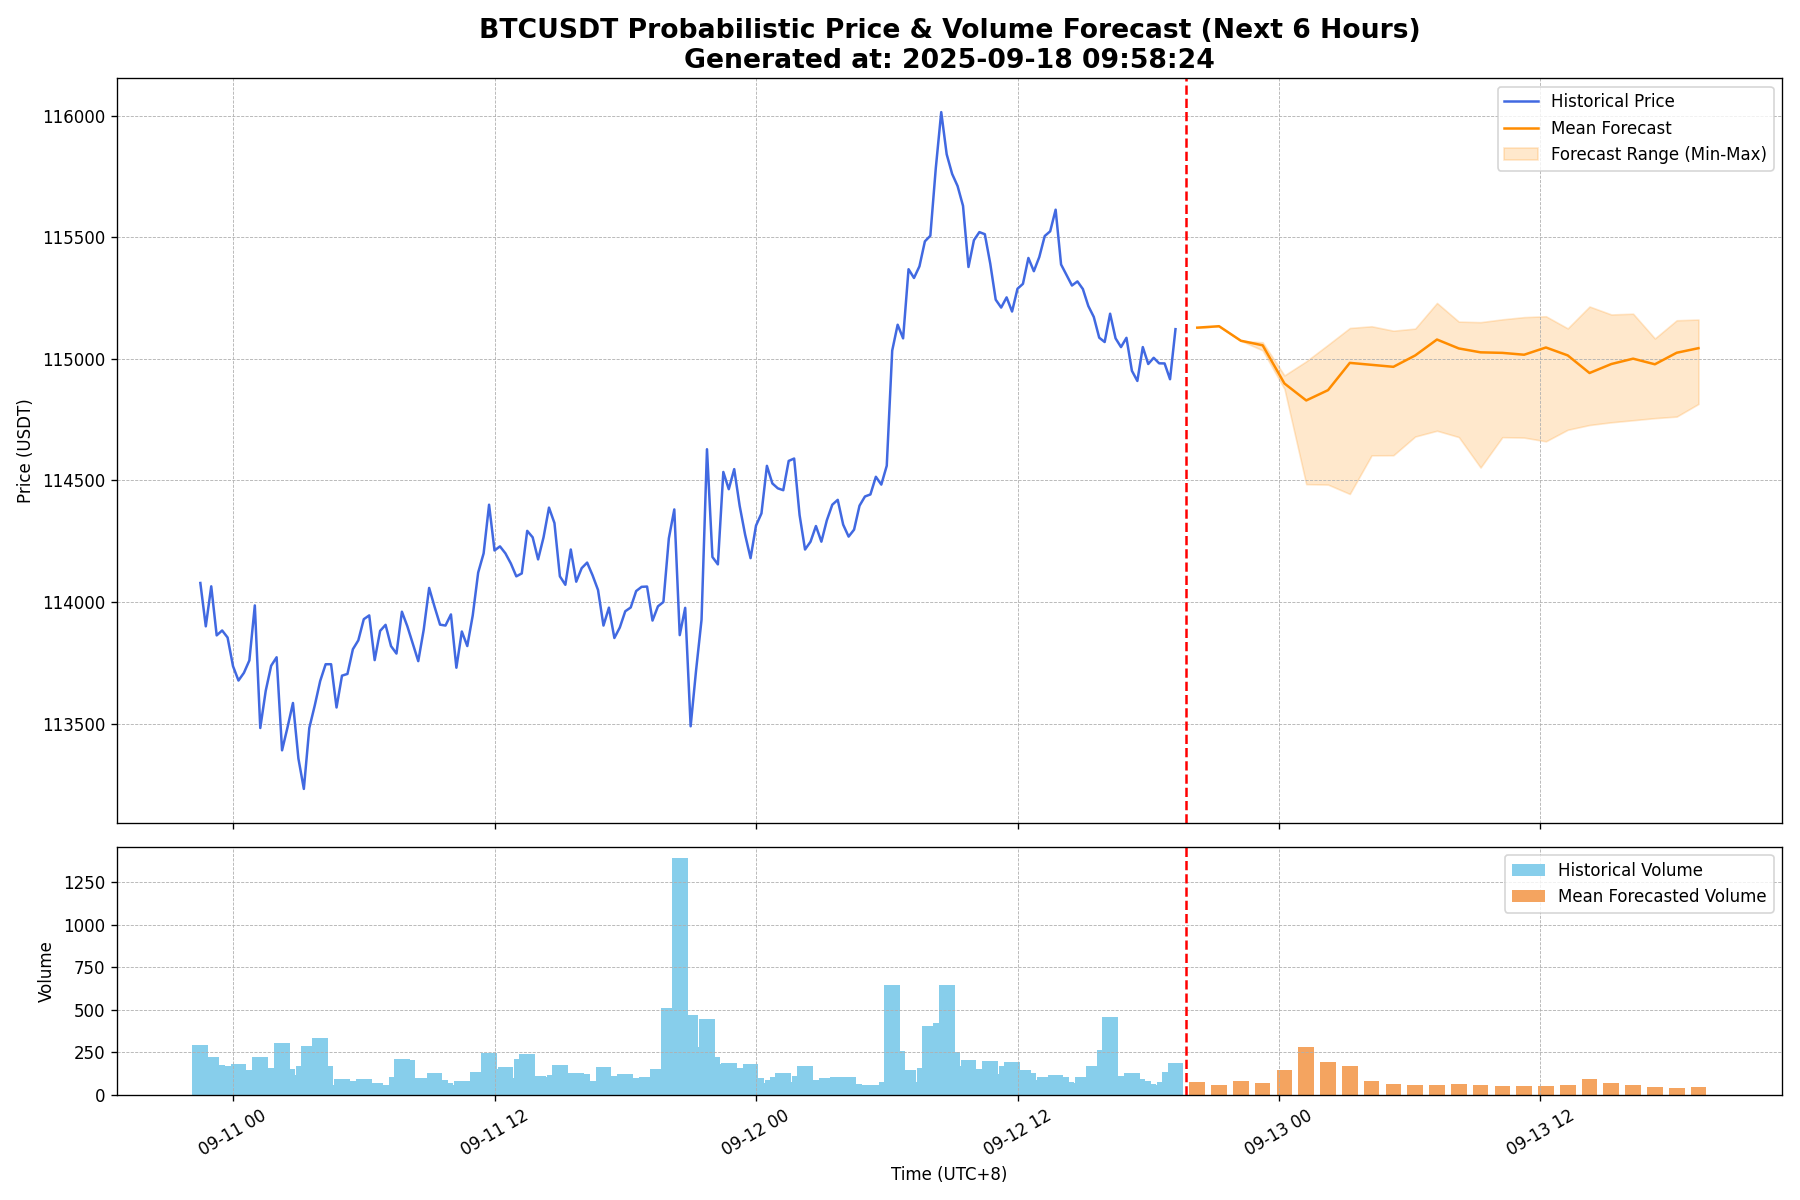 BTCUSDT Probabilistic Price & Volume Forecast (Next 6 Hours)
Generated at: 2025-09-18 09:58:24
Historical Price
Mean Forecast
Forecast Range (Min-Max)
116000
115500
115000
114500
114000
113500
Price (USDT)
Historical Volume
Mean Forecasted Volume
1250
1000
750
500
250
0
Volume
09-11 00
09-11 12
09-12 00
09-12 12
09-13 00
09-13 12
Time (UTC+8)